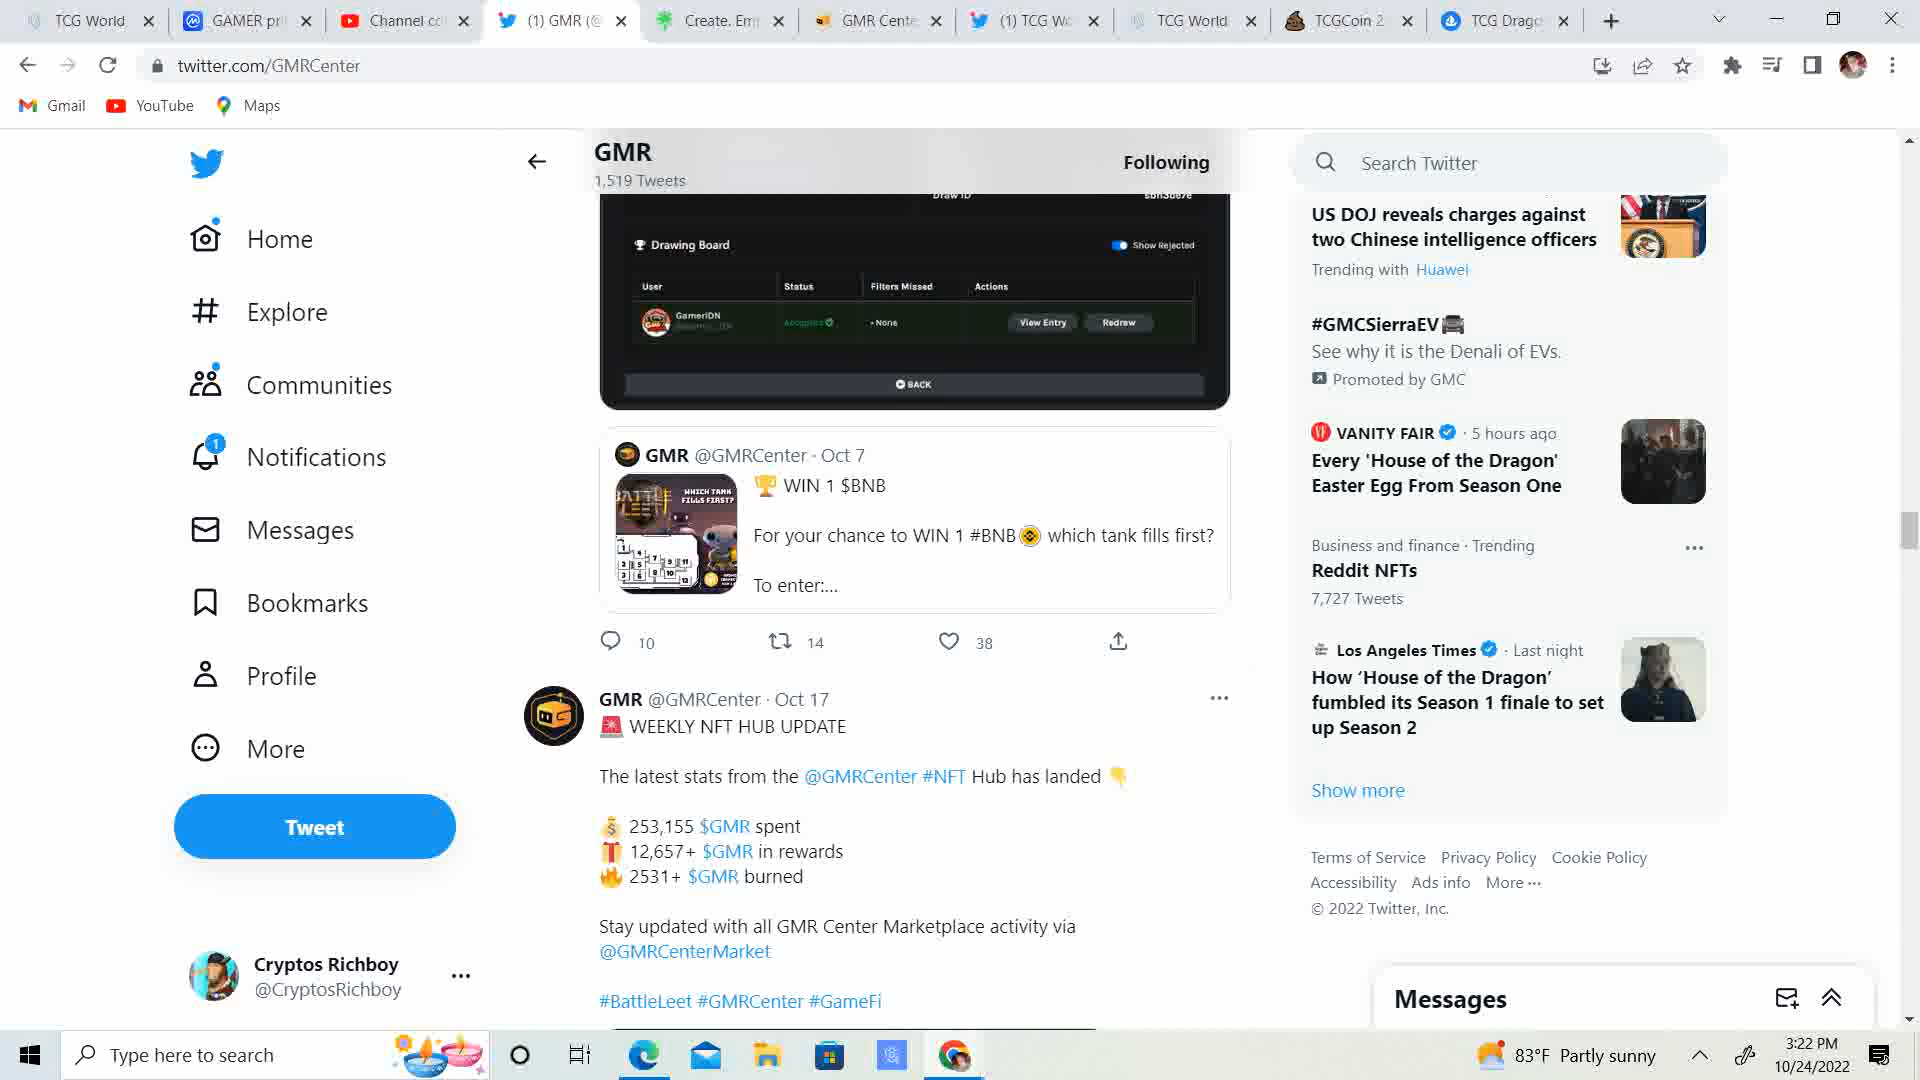 TCG World
GAMER pri
Channel co
(1) GMR (@
Create. Em
GMR Cente
(1) TCG Wo
TCG World
TCGCoin 2
TCG Drago
twitter.com/GMRCenter
Gmail
YouTube
Maps
GMR
1,519 Tweets
Following
Search Twitter
Home
Explore
Communities
1
Notifications
Messages
Bookmarks
Profile
More
Tweet
Cryptos Richboy
@CryptosRichboy
Draw ID
Drawing Board
Show Rejected
User Status Filters Missed Actions
GamerIDN
Accepted
• None
View Entry
Redraw
BACK
GMR @GMRCenter · Oct 7
BATTLE
WHICH TANK
FILLS FIRST?
WIN 1 $BNB
For your chance to WIN 1 #BNB which tank fills first?
To enter:...
10
14
38
GMR @GMRCenter · Oct 17
WEEKLY NFT HUB UPDATE
The latest stats from the @GMRCenter #NFT Hub has landed
253,155 $GMR spent
12,657+ $GMR in rewards
2531+ $GMR burned
Stay updated with all GMR Center Marketplace activity via
@GMRCenterMarket
#BattleLeet #GMRCenter #GameFi
US DOJ reveals charges against
two Chinese intelligence officers
Trending with Huawei
#GMCSierraEV
See why it is the Denali of EVs.
Promoted by GMC
VANITY FAIR · 5 hours ago
Every 'House of the Dragon'
Easter Egg From Season One
Business and finance · Trending
Reddit NFTs
7,727 Tweets
Los Angeles Times · Last night
How ‘House of the Dragon’
fumbled its Season 1 finale to set
up Season 2
Show more
Terms of Service Privacy Policy Cookie Policy
Accessibility Ads info More ···
© 2022 Twitter, Inc.
Messages
Type here to search
83°F Partly sunny
3:22 PM
10/24/2022